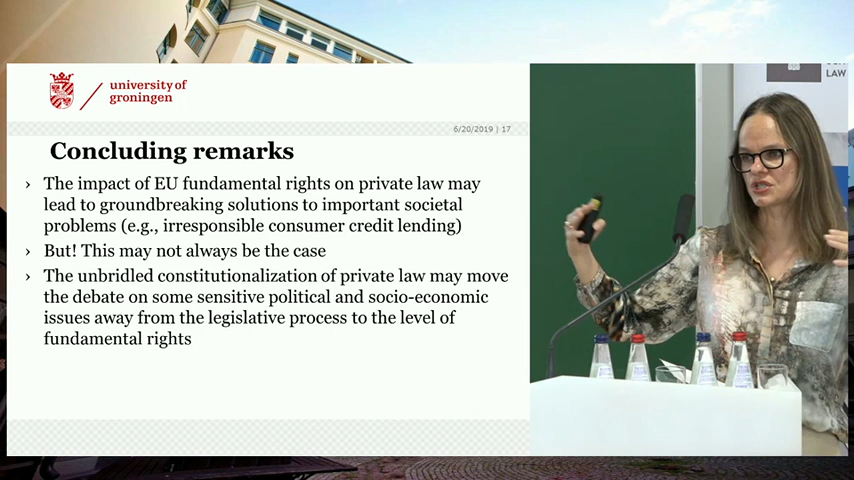 university of
groningen
6/20/2019 | 17
Concluding remarks
› The impact of EU fundamental rights on private law may
lead to groundbreaking solutions to important societal
problems (e.g., irresponsible consumer credit lending)
› But! This may not always be the case
› The unbridled constitutionalization of private law may move
the debate on some sensitive political and socio-economic
issues away from the legislative process to the level of
fundamental rights
LAW